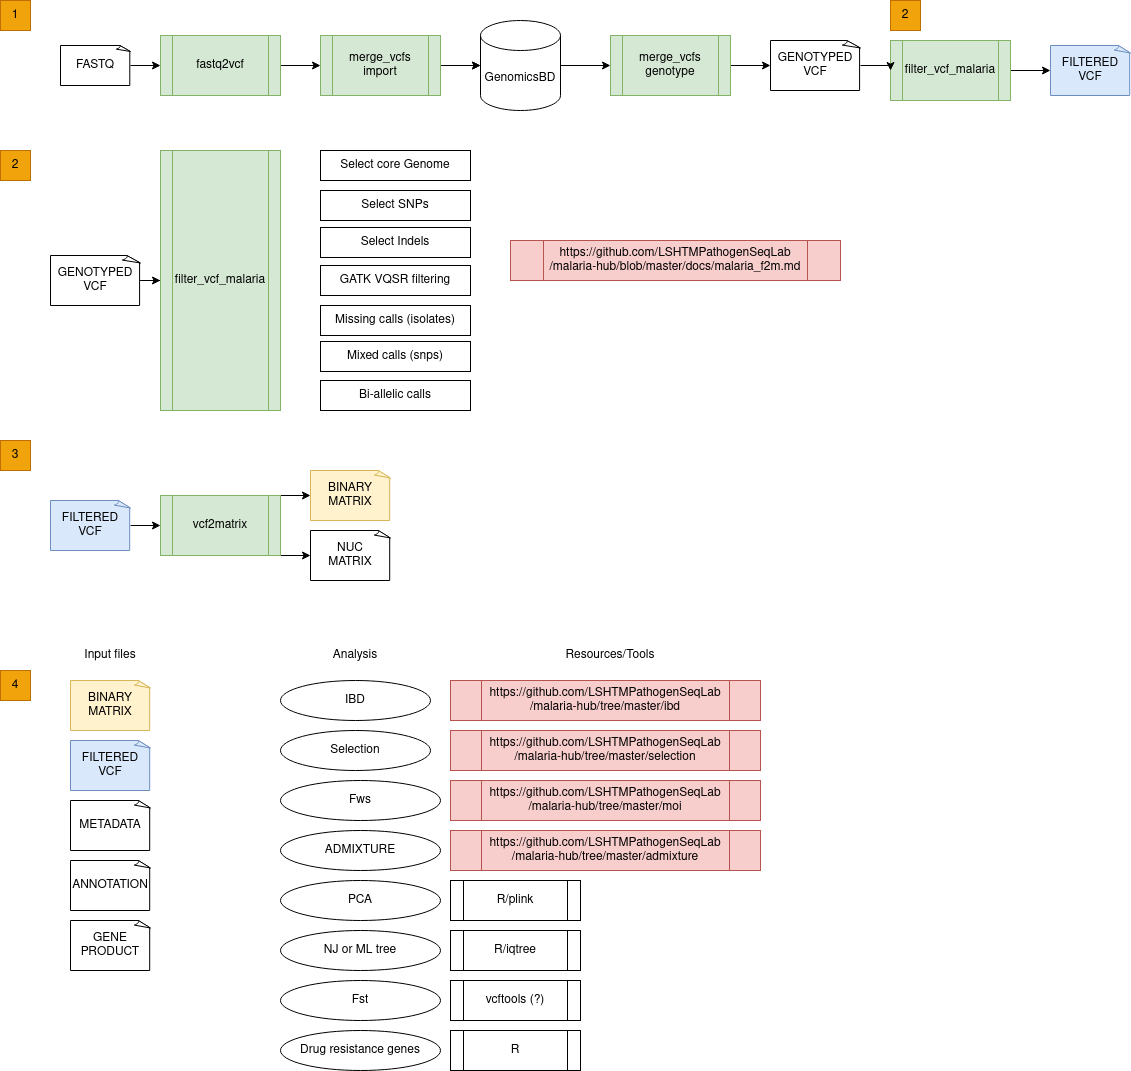 1
2
FASTQ
fastq2vcf
merge_vcfs
import
GenomicsBD
merge_vcfs
genotype
GENOTYPED
VCF
filter_vcf_malaria
FILTERED
VCF
2
GENOTYPED
VCF
filter_vcf_malaria
Select core Genome
Select SNPs
Select Indels
GATK VQSR filtering
Missing calls (isolates)
Mixed calls (snps)
Bi-allelic calls
https://github.com/LSHTMPathogenSeqLab
/malaria-hub/blob/master/docs/malaria_f2m.md
3
FILTERED
VCF
vcf2matrix
BINARY
MATRIX
NUC
MATRIX
4
Input files
BINARY
MATRIX
FILTERED
VCF
METADATA
ANNOTATION
GENE
PRODUCT
Analysis
Resources/Tools
IBD
https://github.com/LSHTMPathogenSeqLab
/malaria-hub/tree/master/ibd
Selection
https://github.com/LSHTMPathogenSeqLab
/malaria-hub/tree/master/selection
Fws
https://github.com/LSHTMPathogenSeqLab
/malaria-hub/tree/master/moi
ADMIXTURE
https://github.com/LSHTMPathogenSeqLab
/malaria-hub/tree/master/admixture
PCA
R/plink
NJ or ML tree
R/iqtree
Fst
vcftools (?)
Drug resistance genes
R